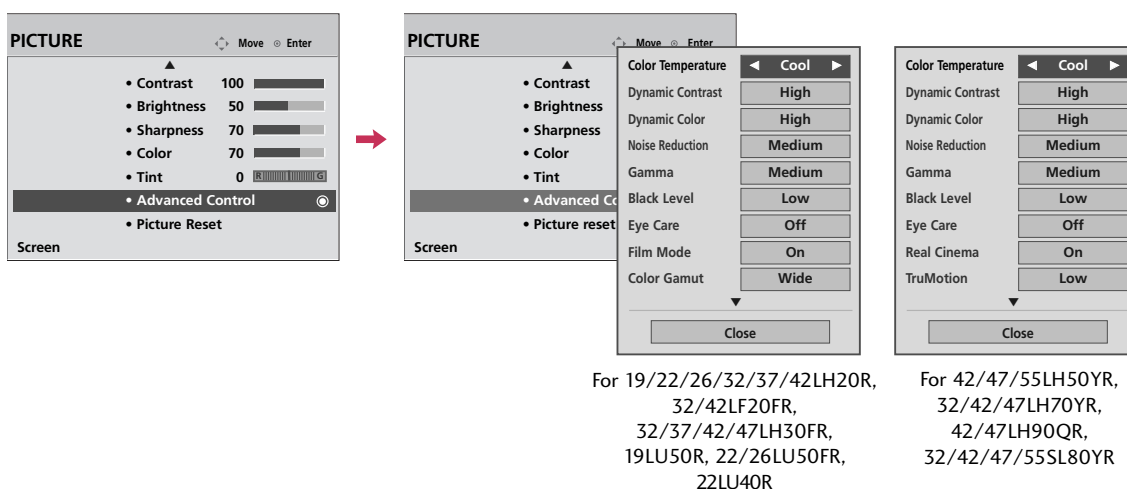 PICTURE
Move Enter
• Contrast 100
• Brightness 50
• Sharpness 70
• Color 70
• Tint 0 R G
• Advanced Control
• Picture Reset
Screen
PICTURE
Move Enter
• Contrast
• Brightness
• Sharpness
• Color
• Tint
• Advanced Co
• Picture reset
Screen
Color Temperature ◀ Cool ▶
Dynamic Contrast High
Dynamic Color High
Noise Reduction Medium
Gamma Medium
Black Level Low
Eye Care Off
Film Mode On
Color Gamut Wide
Close
For 19/22/26/32/37/42LH20R,
32/42LF20FR,
32/37/42/47LH30FR,
19LU50R, 22/26LU50FR,
22LU40R
Color Temperature ◀ Cool ▶
Dynamic Contrast High
Dynamic Color High
Noise Reduction Medium
Gamma Medium
Black Level Low
Eye Care Off
Real Cinema On
TruMotion Low
Close
For 42/47/55LH50YR,
32/42/47LH70YR,
42/47LH90QR,
32/42/47/55SL80YR